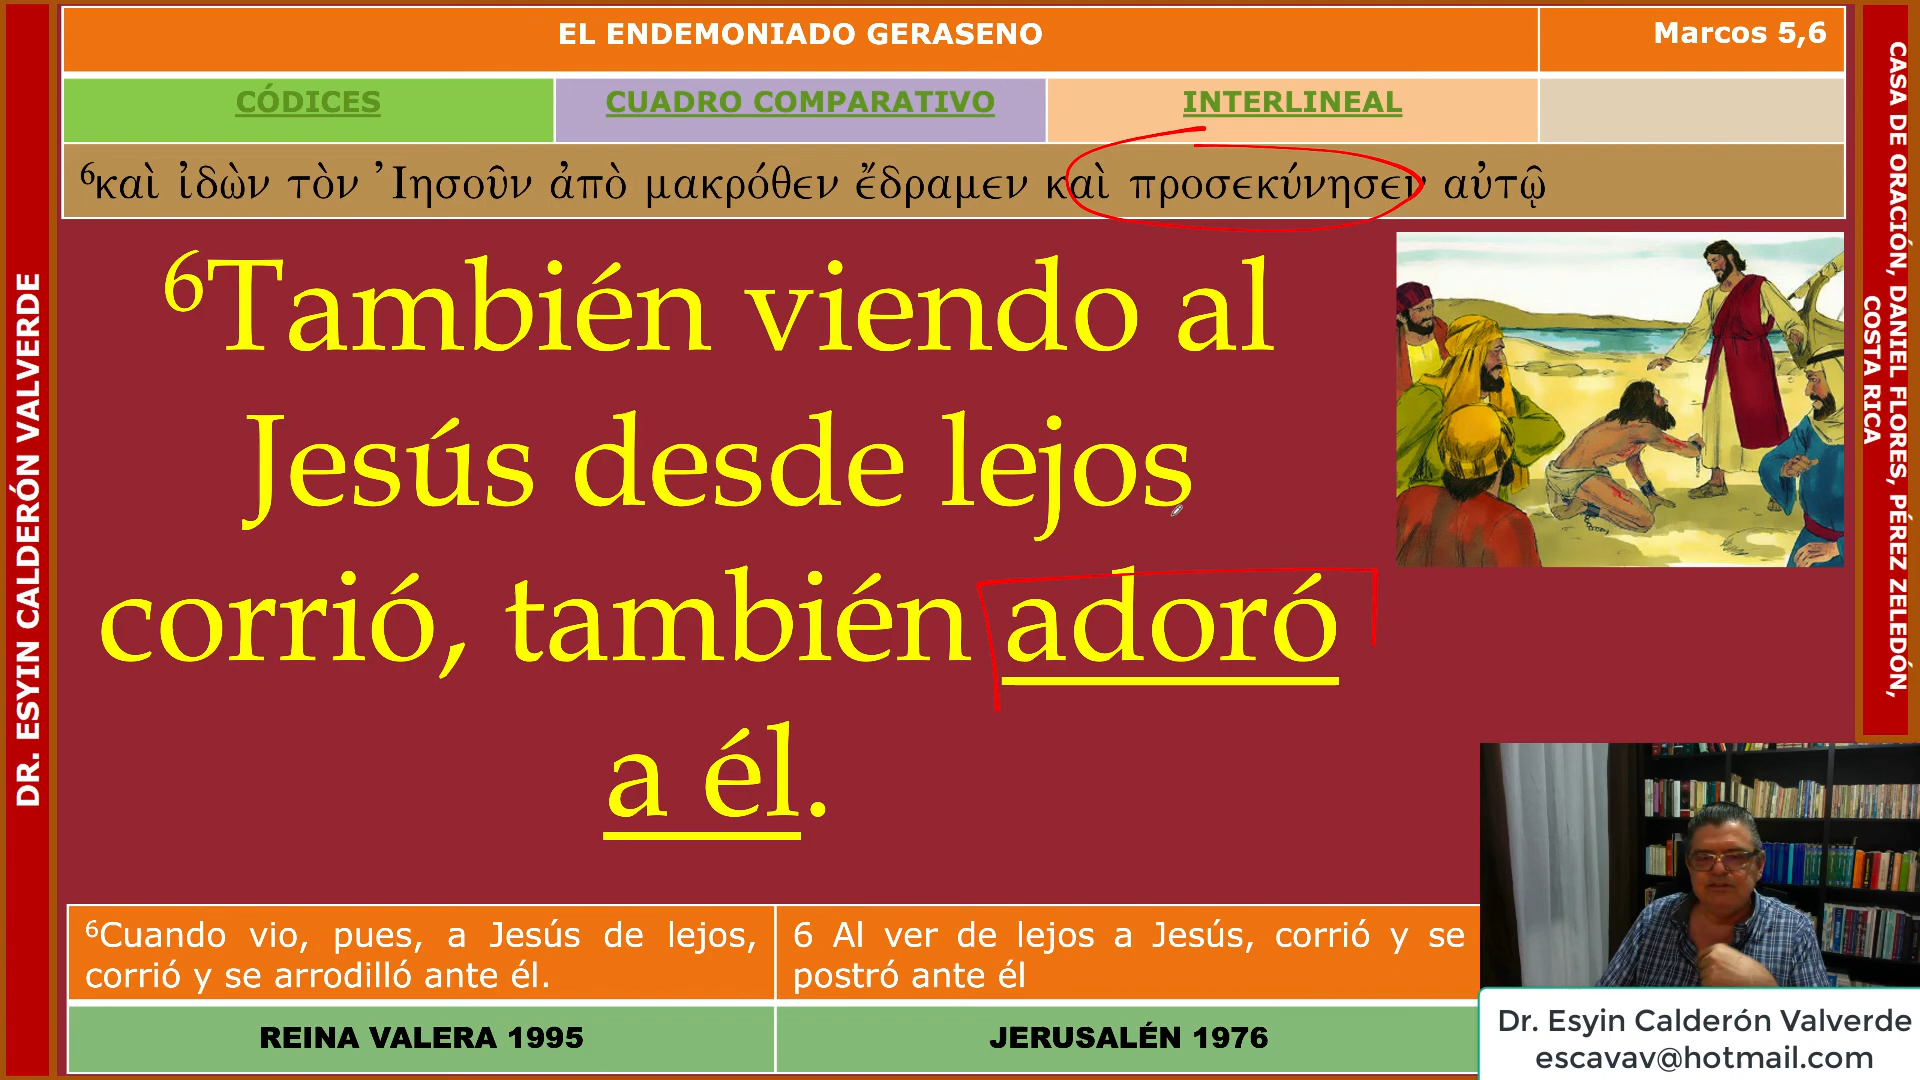 EL ENDEMONIADO GERASENO
Marcos 5,6
CÓDICES
CUADRO COMPARATIVO
INTERLINEAL
⁶καὶ ἰδὼν τὸν ᾿Ιησοῦν ἀπὸ μακρόθεν ἔδραμεν καὶ προσεκύνησεν αὐτῷ
⁶También viendo al
Jesús desde lejos
corrió, también adoró
a él.
⁶Cuando vio, pues, a Jesús de lejos,
corrió y se arrodilló ante él.
6 Al ver de lejos a Jesús, corrió y se
postró ante él
REINA VALERA 1995
JERUSALÉN 1976
DR. ESYIN CALDERÓN VALVERDE
CASA DE ORACIÓN, DANIEL FLORES, PÉREZ ZELEDÓN,
COSTA RICA
Dr. Esyin Calderón Valverde
escavav@hotmail.com